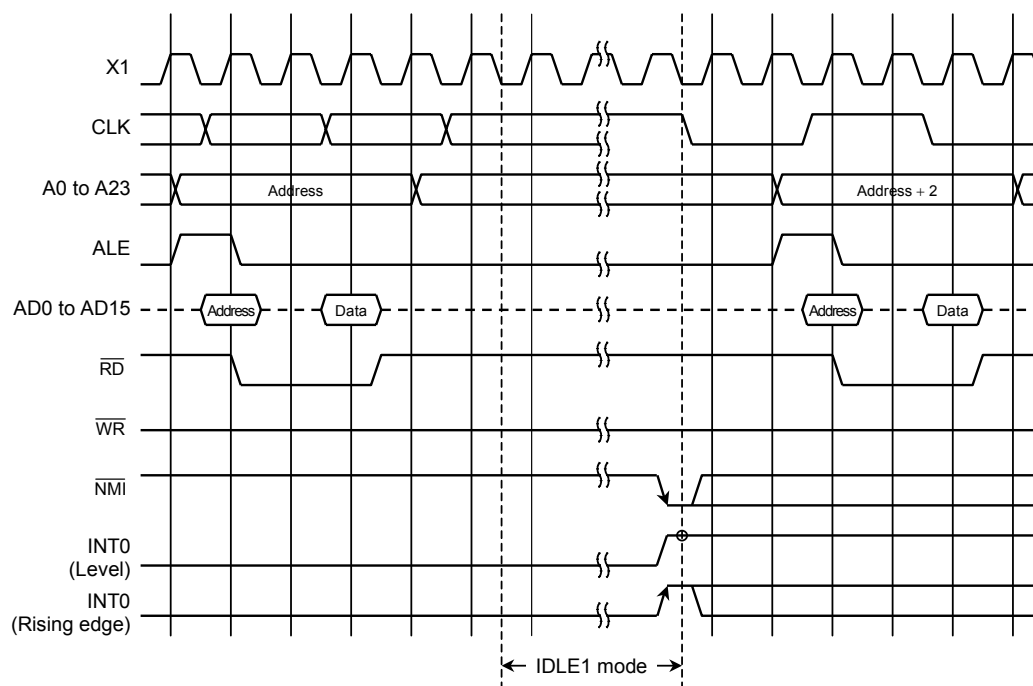 X1
CLK
A0 to A23
Address
Address + 2
ALE
AD0 to AD15
Address
Data
Address
Data
RD
WR
NMI
INT0
(Level)
INT0
(Rising edge)
IDLE1 mode